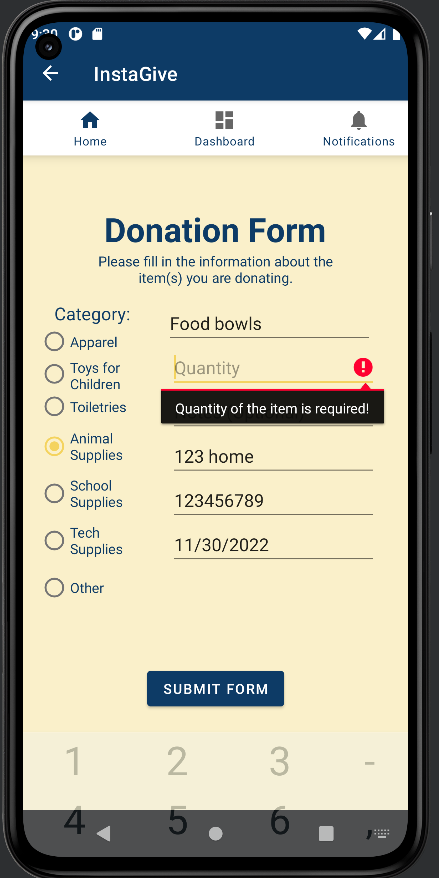 9:20
InstaGive
Home
Dashboard
Notifications
Donation Form
Please fill in the information about the
item(s) you are donating.
Category:
Apparel
Toys for
Children
Toiletries
Animal
Supplies
School
Supplies
Tech
Supplies
Other
Food bowls
Quantity
Quantity of the item is required!
123 home
123456789
11/30/2022
SUBMIT FORM
1 2 3 -
4 5 6 ,